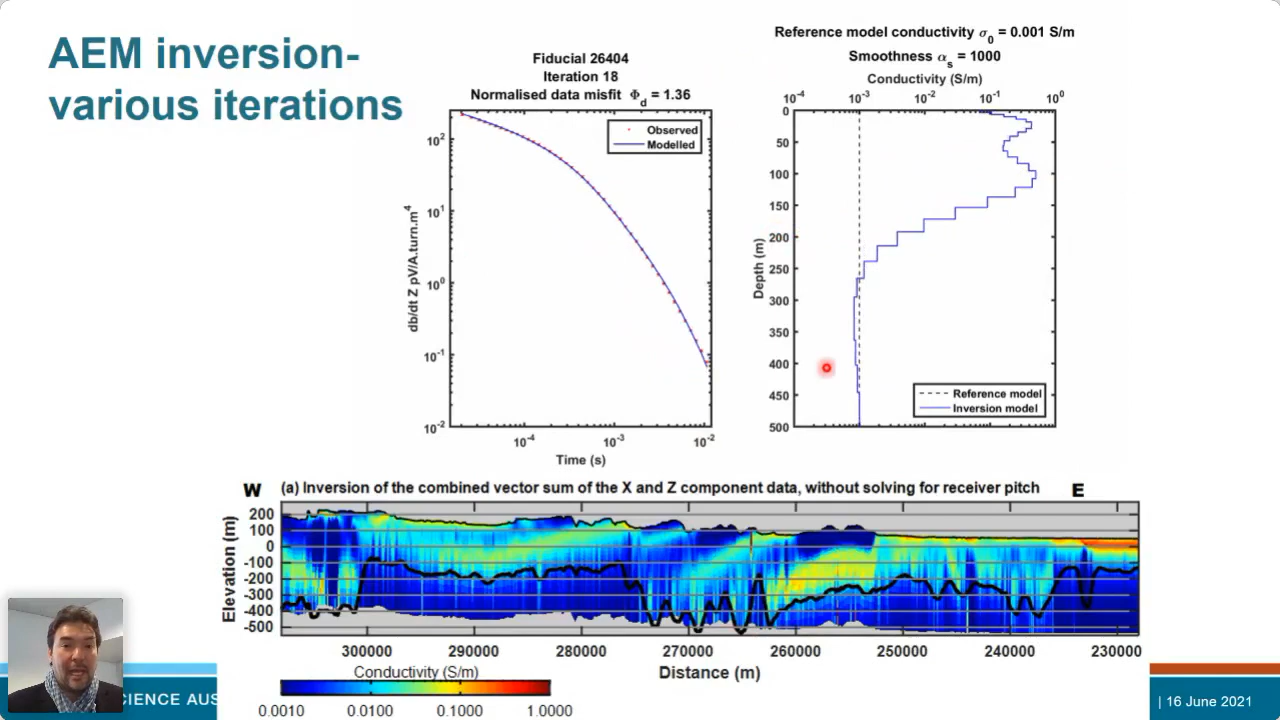 AEM inversion-
various iterations
Fiducial 26404
Iteration 18
Normalised data misfit Φd = 1.36
Observed
Modelled
10²
10¹
10⁰
10⁻¹
10⁻²
db/dt Z pV/A.turn.m⁴
10⁻⁴ 10⁻³ 10⁻²
Time (s)
Reference model conductivity σ₀ = 0.001 S/m
Smoothness αs = 1000
Conductivity (S/m)
10⁻⁴ 10⁻³ 10⁻² 10⁻¹ 10⁰
0
50
100
150
200
250
300
350
400
450
500
Depth (m)
Reference model
Inversion model
W (a) Inversion of the combined vector sum of the X and Z component data, without solving for receiver pitch E
200
100
0
-100
-200
-300
-400
-500
Elevation (m)
300000 290000 280000 270000 260000 250000 240000 230000
Distance (m)
Conductivity (S/m)
0.0010 0.0100 0.1000 1.0000
CIENCE AUS
| 16 June 2021